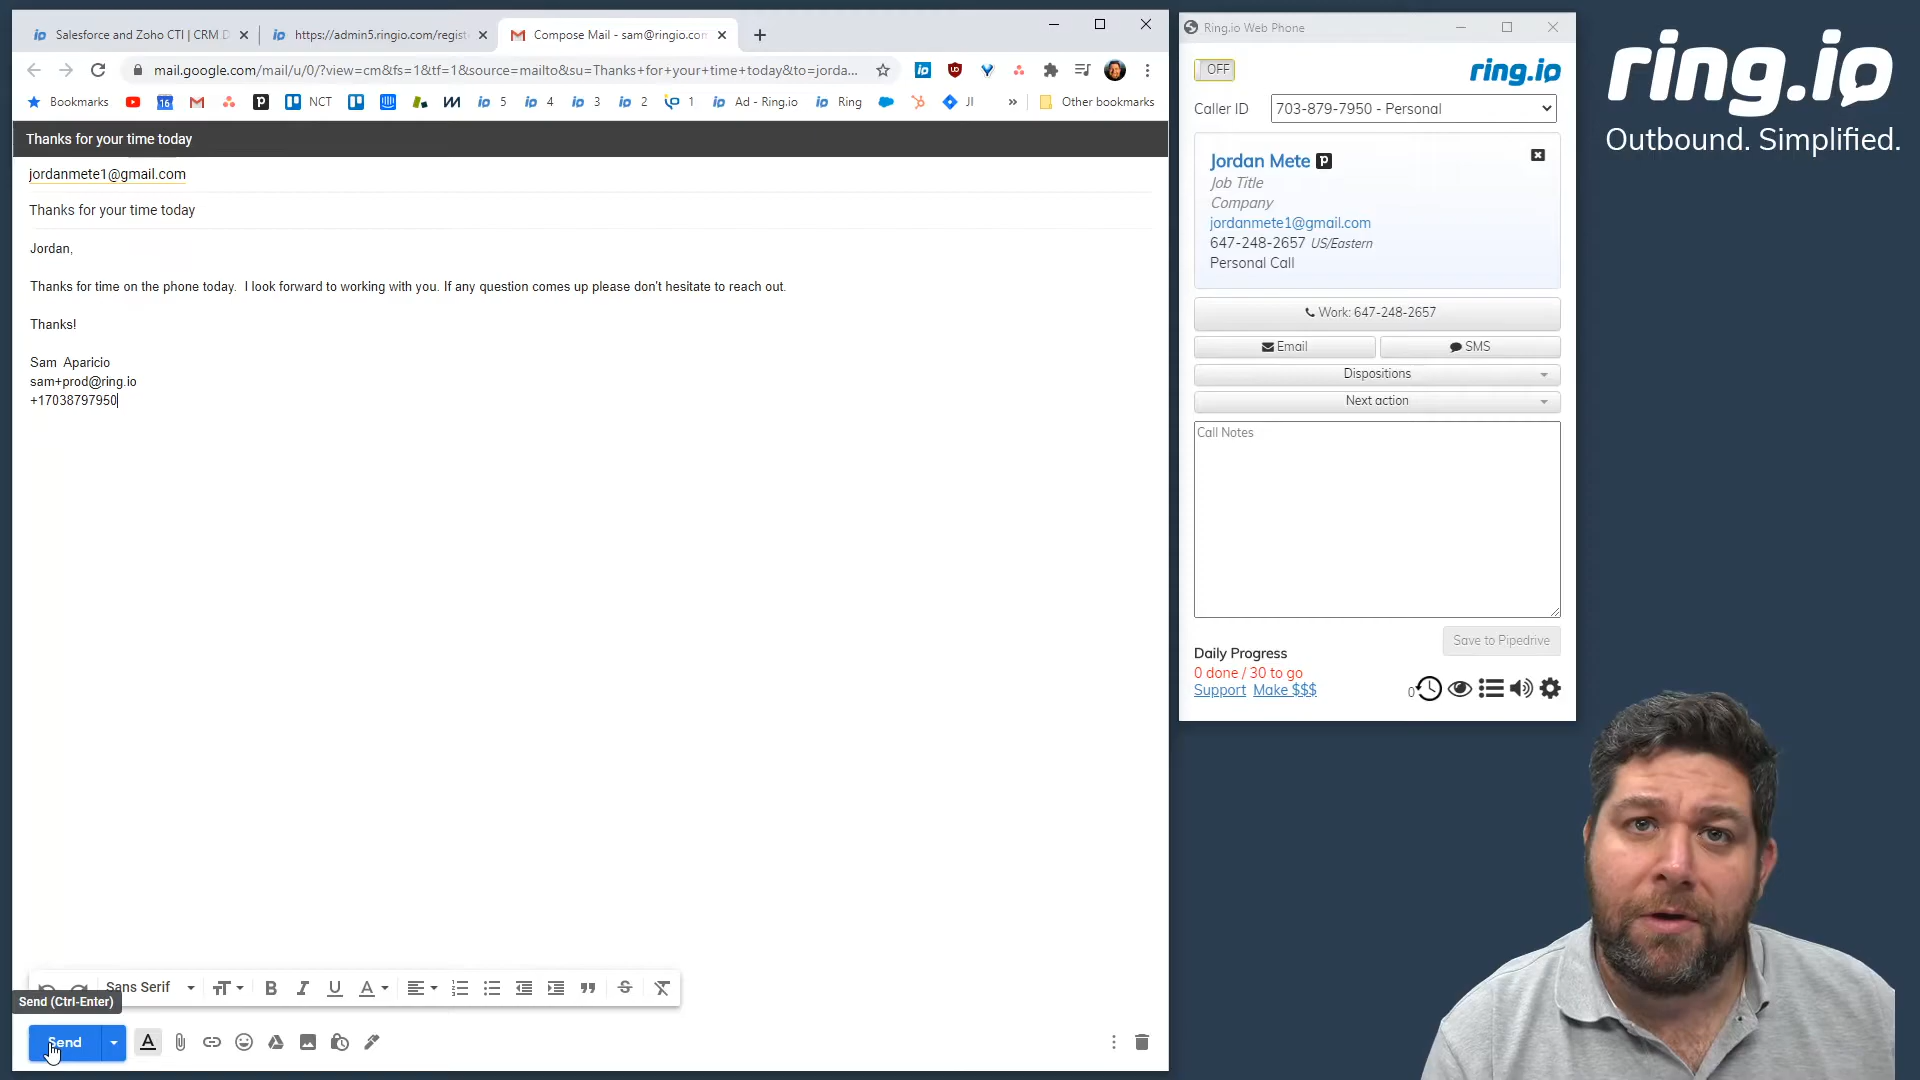 Salesforce and Zoho CTI | CRM D
https://admin5.ringio.com/regist
Compose Mail - sam@ringio.com
mail.google.com/mail/u/0/?view=cm&fs=1&tf=1&source=mailto&su=Thanks+for+your+time+today&to=jorda...
Bookmarks
16
NCT
5
4
3
2
1
Ad - Ring.io
Ring
JI
»
Other bookmarks
Thanks for your time today
jordanmete1@gmail.com
Thanks for your time today
Jordan,
Thanks for time on the phone today.  I look forward to working with you. If any question comes up please don't hesitate to reach out.
Thanks!
Sam  Aparicio
sam+prod@ring.io
+17038797950
Sans Serif
Send (Ctrl-Enter)
Send
Ring.io Web Phone
OFF
ring.io
Caller ID
703-879-7950 - Personal
Jordan Mete
Job Title
Company
jordanmete1@gmail.com
647-248-2657 US/Eastern
Personal Call
Work: 647-248-2657
Email
SMS
Dispositions
Next action
Call Notes
Save to Pipedrive
Daily Progress
0 done / 30 to go
Support Make $$$
0
ring.io
Outbound. Simplified.